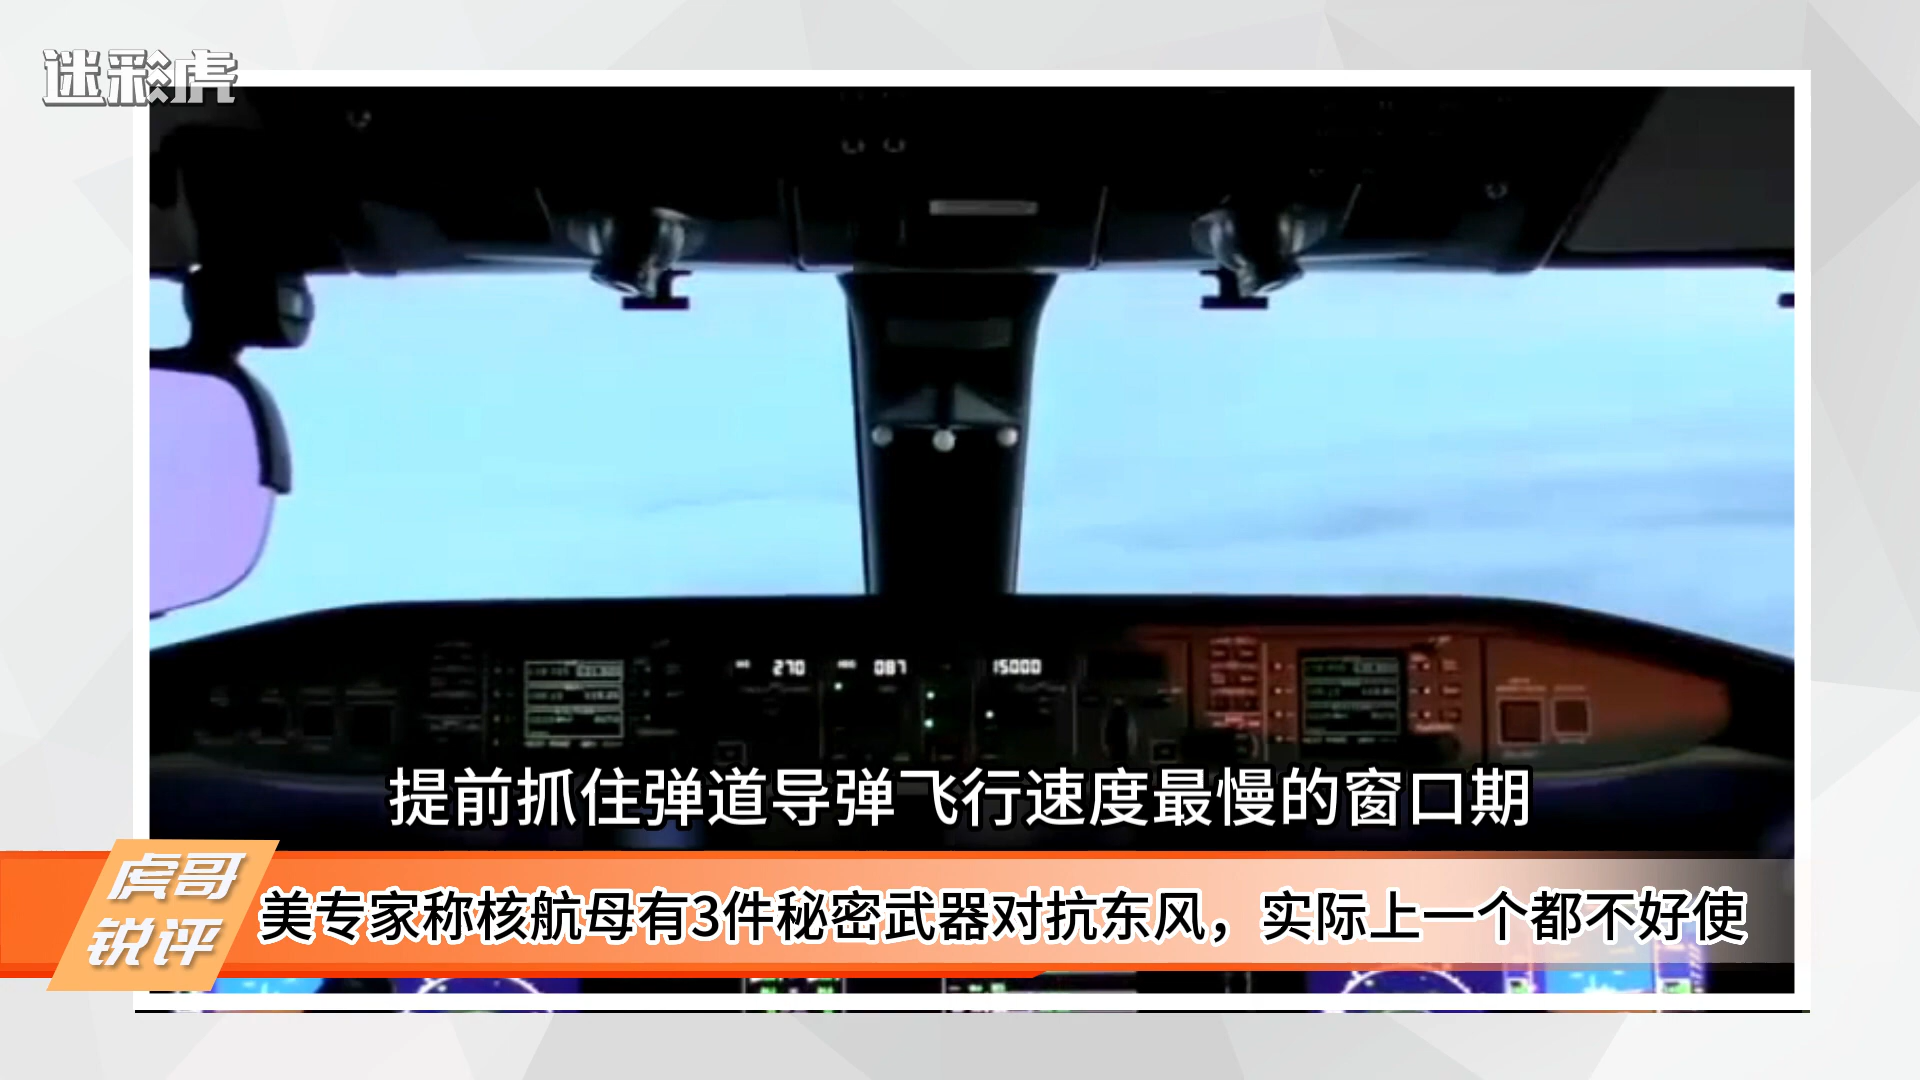 迷彩虎
270
087
15000
提前抓住弹道导弹飞行速度最慢的窗口期
虎哥
锐评
美专家称核航母有3件秘密武器对抗东风，实际上一个都不好使